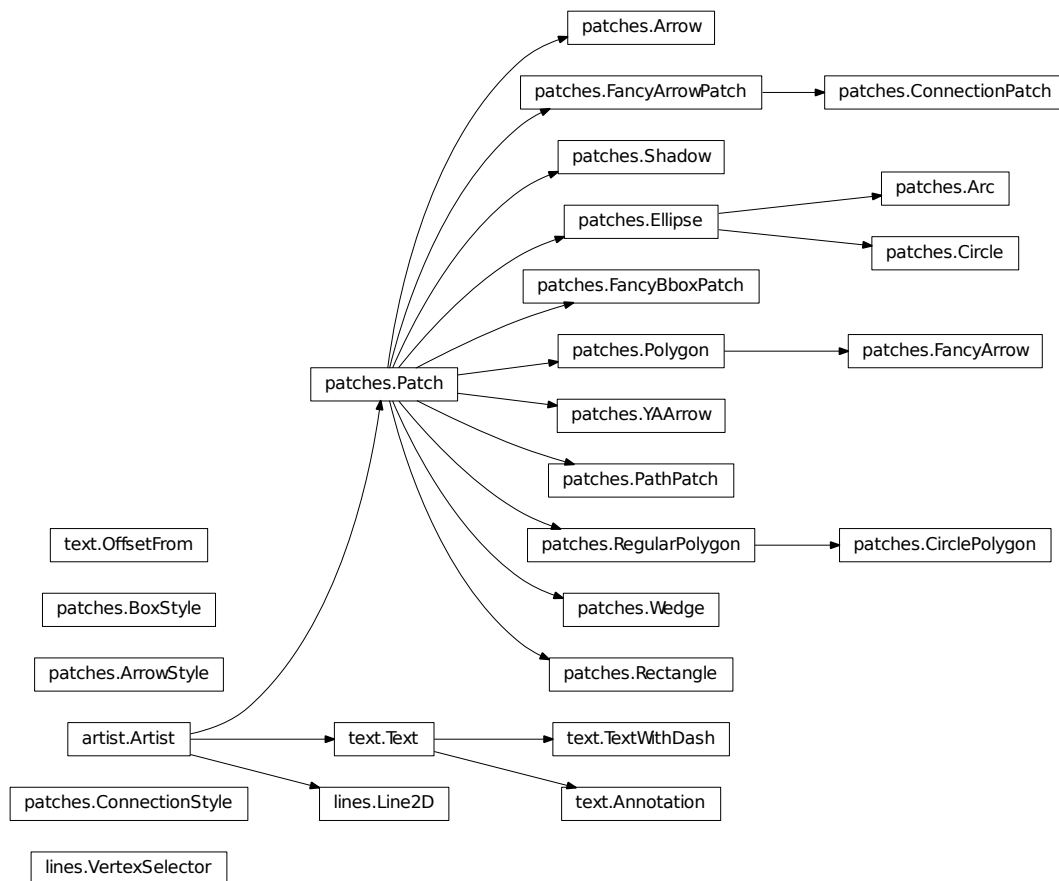 patches.Arrow
patches.FancyArrowPatch
patches.ConnectionPatch
patches.Shadow
patches.Arc
patches.Ellipse
patches.Circle
patches.FancyBboxPatch
patches.Polygon
patches.FancyArrow
patches.Patch
patches.YAArrow
patches.PathPatch
text.OffsetFrom
patches.RegularPolygon
patches.CirclePolygon
patches.BoxStyle
patches.Wedge
patches.ArrowStyle
patches.Rectangle
artist.Artist
text.Text
text.TextWithDash
patches.ConnectionStyle
lines.Line2D
text.Annotation
lines.VertexSelector